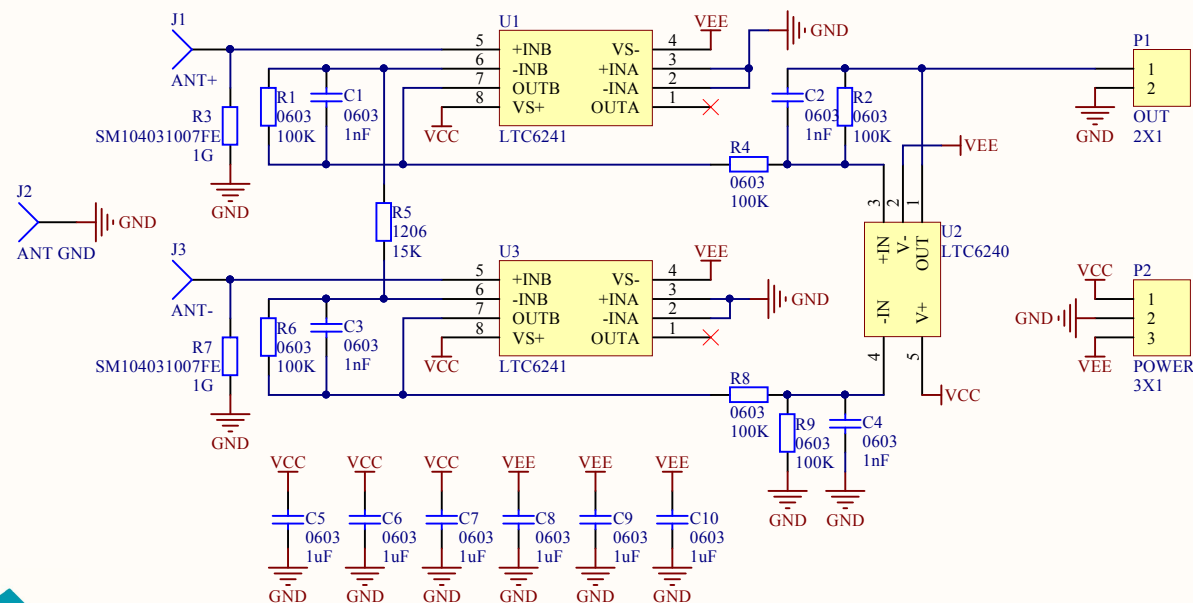 J1
ANT+
R3
SM104031007FE
1G
GND
R1
0603
100K
C1
0603
1nF
VCC
U1
5 +INB VS- 4
6 -INB +INA 3
7 OUTB -INA 2
8 VS+ OUTA 1
LTC6241
VEE
GND
C2
0603
1nF
R2
0603
100K
R4
0603
100K
P1
1
2
OUT
2X1
GND
VEE
J2
ANT GND
GND
R5
1206
15K
3
2
1
+IN
V-
OUT
-IN
V+
4
5
U2
LTC6240
VCC
J3
ANT-
R7
SM104031007FE
1G
GND
R6
0603
100K
C3
0603
1nF
VCC
U3
5 +INB VS- 4
6 -INB +INA 3
7 OUTB -INA 2
8 VS+ OUTA 1
LTC6241
VEE
GND
R8
0603
100K
R9
0603
100K
GND
C4
0603
1nF
GND
P2
VCC
1
GND
2
3
VEE
POWER
3X1
VCC
C5
0603
1uF
GND
VCC
C6
0603
1uF
GND
VCC
C7
0603
1uF
GND
VEE
C8
0603
1uF
GND
VEE
C9
0603
1uF
GND
VEE
C10
0603
1uF
GND